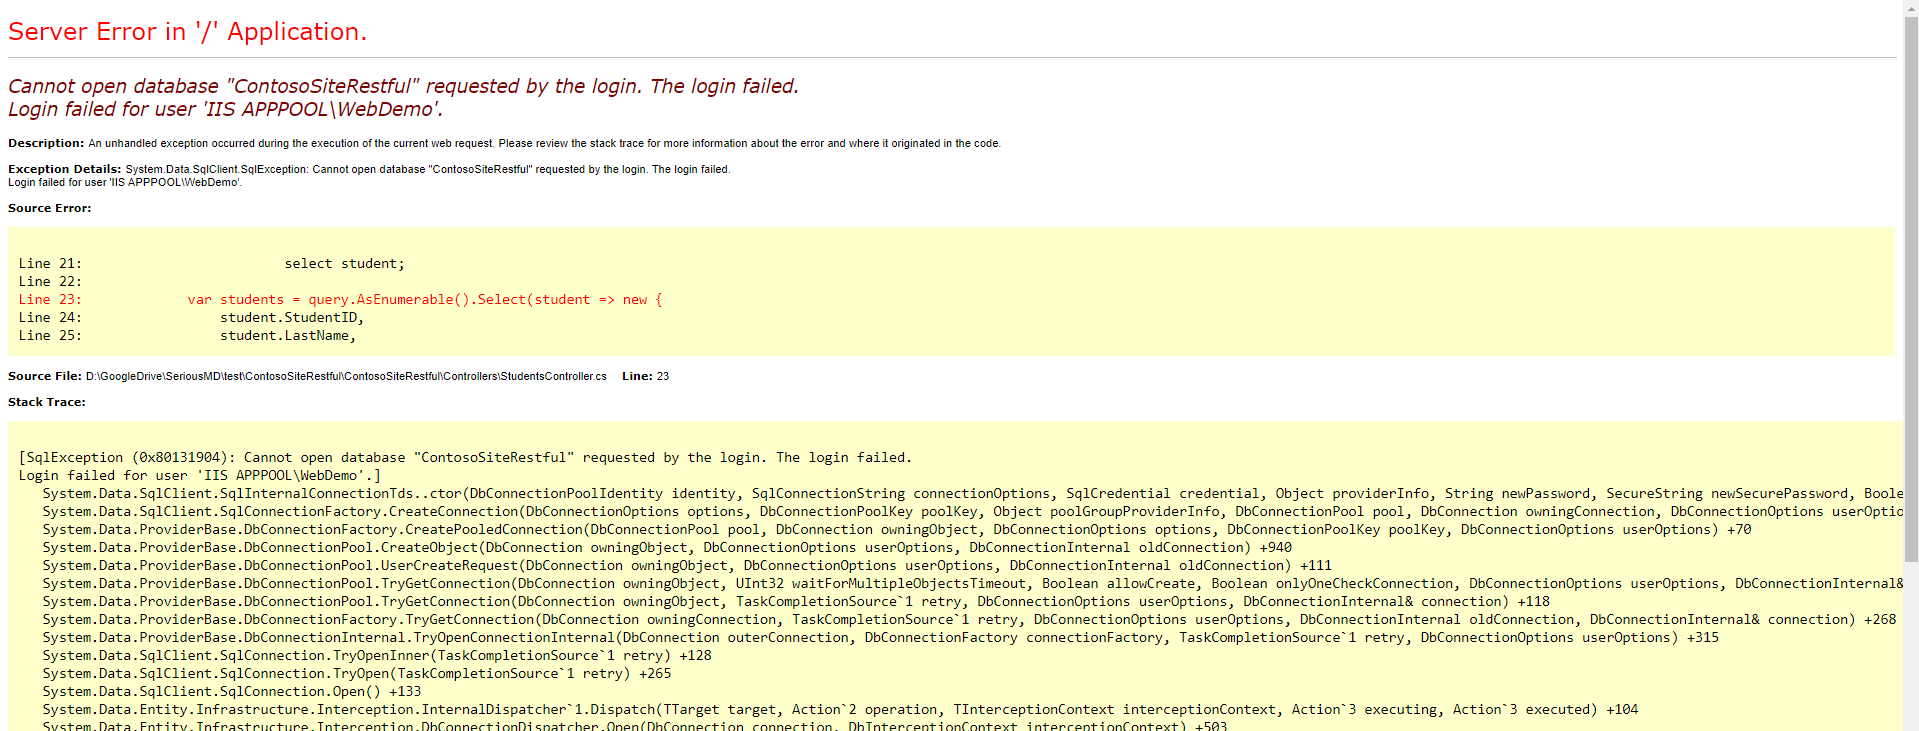 Server Error in '/' Application.
Cannot open database "ContosoSiteRestful" requested by the login. The login failed.
Login failed for user 'IIS APPPOOL\WebDemo'.
Description: An unhandled exception occurred during the execution of the current web request. Please review the stack trace for more information about the error and where it originated in the code.
Exception Details: System.Data.SqlClient.SqlException: Cannot open database "ContosoSiteRestful" requested by the login. The login failed.
Login failed for user 'IIS APPPOOL\WebDemo'.
Source Error:
Line 21:                         select student;
Line 22:
Line 23:             var students = query.AsEnumerable().Select(student => new {
Line 24:                 student.StudentID,
Line 25:                 student.LastName,
Source File: D:\GoogleDrive\SeriousMD\test\ContosoSiteRestful\ContosoSiteRestful\Controllers\StudentsController.cs    Line: 23
Stack Trace:
[SqlException (0x80131904): Cannot open database "ContosoSiteRestful" requested by the login. The login failed.
Login failed for user 'IIS APPPOOL\WebDemo'.]
   System.Data.SqlClient.SqlInternalConnectionTds..ctor(DbConnectionPoolIdentity identity, SqlConnectionString connectionOptions, SqlCredential credential, Object providerInfo, String newPassword, SecureString newSecurePassword, Boole
   System.Data.SqlClient.SqlConnectionFactory.CreateConnection(DbConnectionOptions options, DbConnectionPoolKey poolKey, Object poolGroupProviderInfo, DbConnectionPool pool, DbConnection owningConnection, DbConnectionOptions userOptio
   System.Data.ProviderBase.DbConnectionFactory.CreatePooledConnection(DbConnectionPool pool, DbConnection owningObject, DbConnectionOptions options, DbConnectionPoolKey poolKey, DbConnectionOptions userOptions) +70
   System.Data.ProviderBase.DbConnectionPool.CreateObject(DbConnection owningObject, DbConnectionOptions userOptions, DbConnectionInternal oldConnection) +940
   System.Data.ProviderBase.DbConnectionPool.UserCreateRequest(DbConnection owningObject, DbConnectionOptions userOptions, DbConnectionInternal oldConnection) +111
   System.Data.ProviderBase.DbConnectionPool.TryGetConnection(DbConnection owningObject, UInt32 waitForMultipleObjectsTimeout, Boolean allowCreate, Boolean onlyOneCheckConnection, DbConnectionOptions userOptions, DbConnectionInternal&
   System.Data.ProviderBase.DbConnectionPool.TryGetConnection(DbConnection owningObject, TaskCompletionSource`1 retry, DbConnectionOptions userOptions, DbConnectionInternal& connection) +118
   System.Data.ProviderBase.DbConnectionFactory.TryGetConnection(DbConnection owningConnection, TaskCompletionSource`1 retry, DbConnectionOptions userOptions, DbConnectionInternal oldConnection, DbConnectionInternal& connection) +268
   System.Data.ProviderBase.DbConnectionInternal.TryOpenConnectionInternal(DbConnection outerConnection, DbConnectionFactory connectionFactory, TaskCompletionSource`1 retry, DbConnectionOptions userOptions) +315
   System.Data.SqlClient.SqlConnection.TryOpenInner(TaskCompletionSource`1 retry) +128
   System.Data.SqlClient.SqlConnection.TryOpen(TaskCompletionSource`1 retry) +265
   System.Data.SqlClient.SqlConnection.Open() +133
   System.Data.Entity.Infrastructure.Interception.InternalDispatcher`1.Dispatch(TTarget target, Action`2 operation, TInterceptionContext interceptionContext, Action`3 executing, Action`3 executed) +104
   System.Data.Entity.Infrastructure.Interception.DbConnectionDispatcher.Open(DbConnection connection, DbInterceptionContext interceptionContext) +503